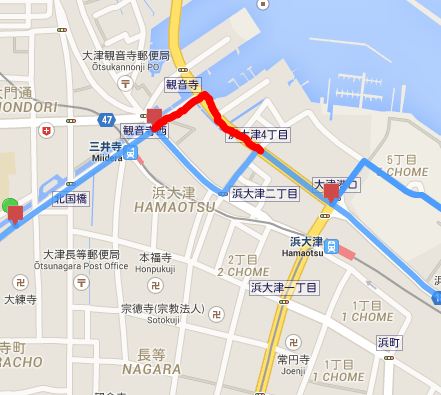 大津観音寺郵便局
Ōtsukannonji PO
大門通
MONDORI
観音寺
47
観音寺西
三井寺
Miidera
浜大津4丁目
5丁目
5 CHOME
北国橋
浜大津
HAMAOTSU
浜大津二丁目
大津港口
大津長等郵便局
Ōtsunagara Post Office
本福寺
Honpukuji
2丁目
2 CHOME
浜大津
Hamaotsu
大練寺
宗徳寺(宗教法人)
Sotokuji
浜大津一丁目
1丁目
1 CHOME
寺町
RACHO
長等
NAGARA
常円寺
Joenji
1丁目
1 CHOME
浜町